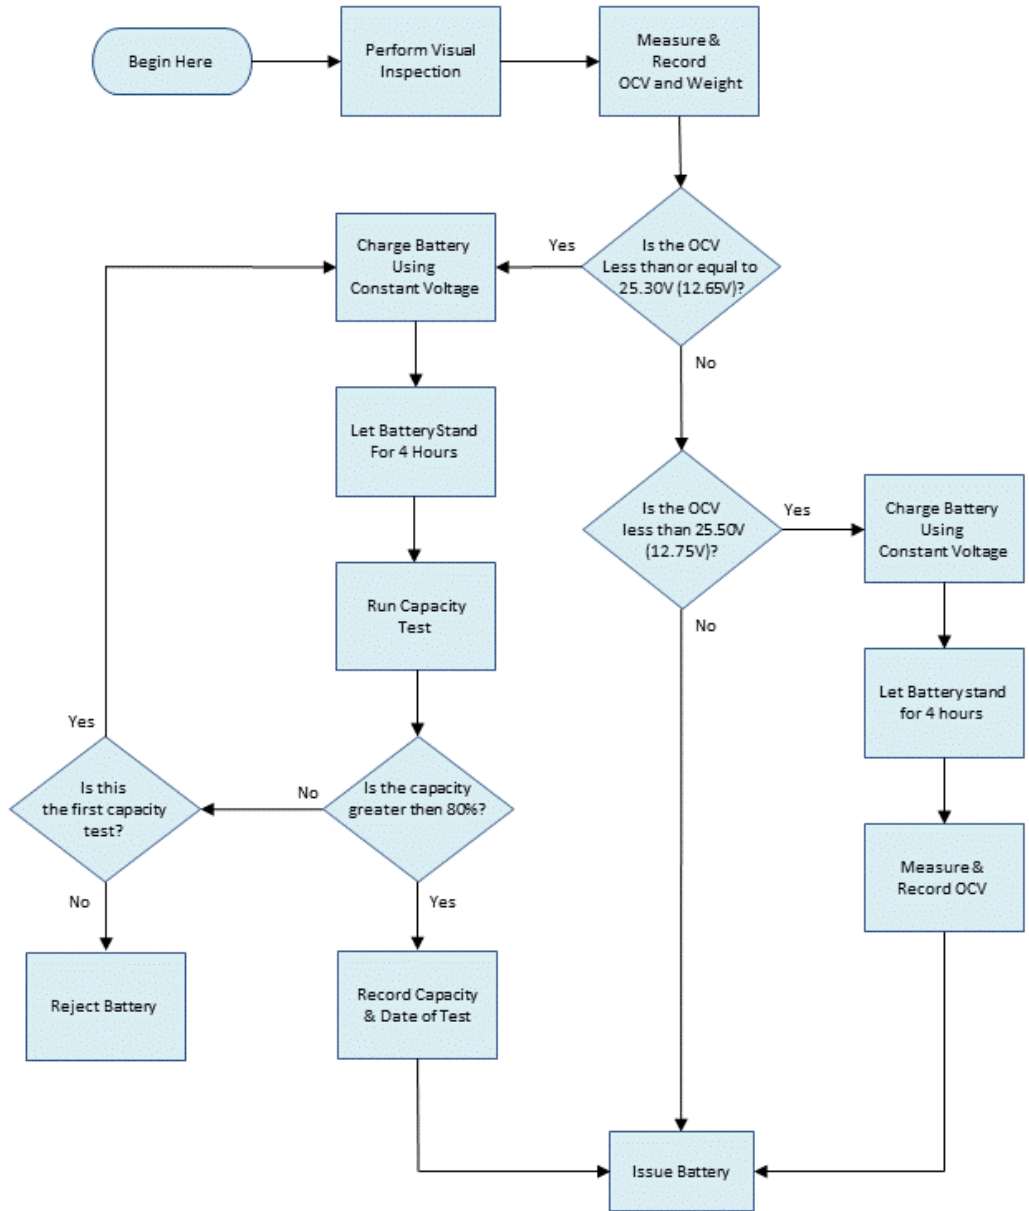 Begin Here
Perform Visual
Inspection
Measure &
Record
OCV and Weight
Is the OCV
Less than or equal to
25.30V (12.65V)?
Yes
No
Charge Battery
Using
Constant Voltage
Let Battery Stand
For 4 Hours
Run Capacity
Test
Is the capacity
greater then 80%?
No
Yes
Is this
the first capacity
test?
Yes
No
Reject Battery
Record Capacity
& Date of Test
Is the OCV
less than 25.50V
(12.75V)?
Yes
No
Charge Battery
Using
Constant Voltage
Let Battery stand
for 4 hours
Measure &
Record OCV
Issue Battery